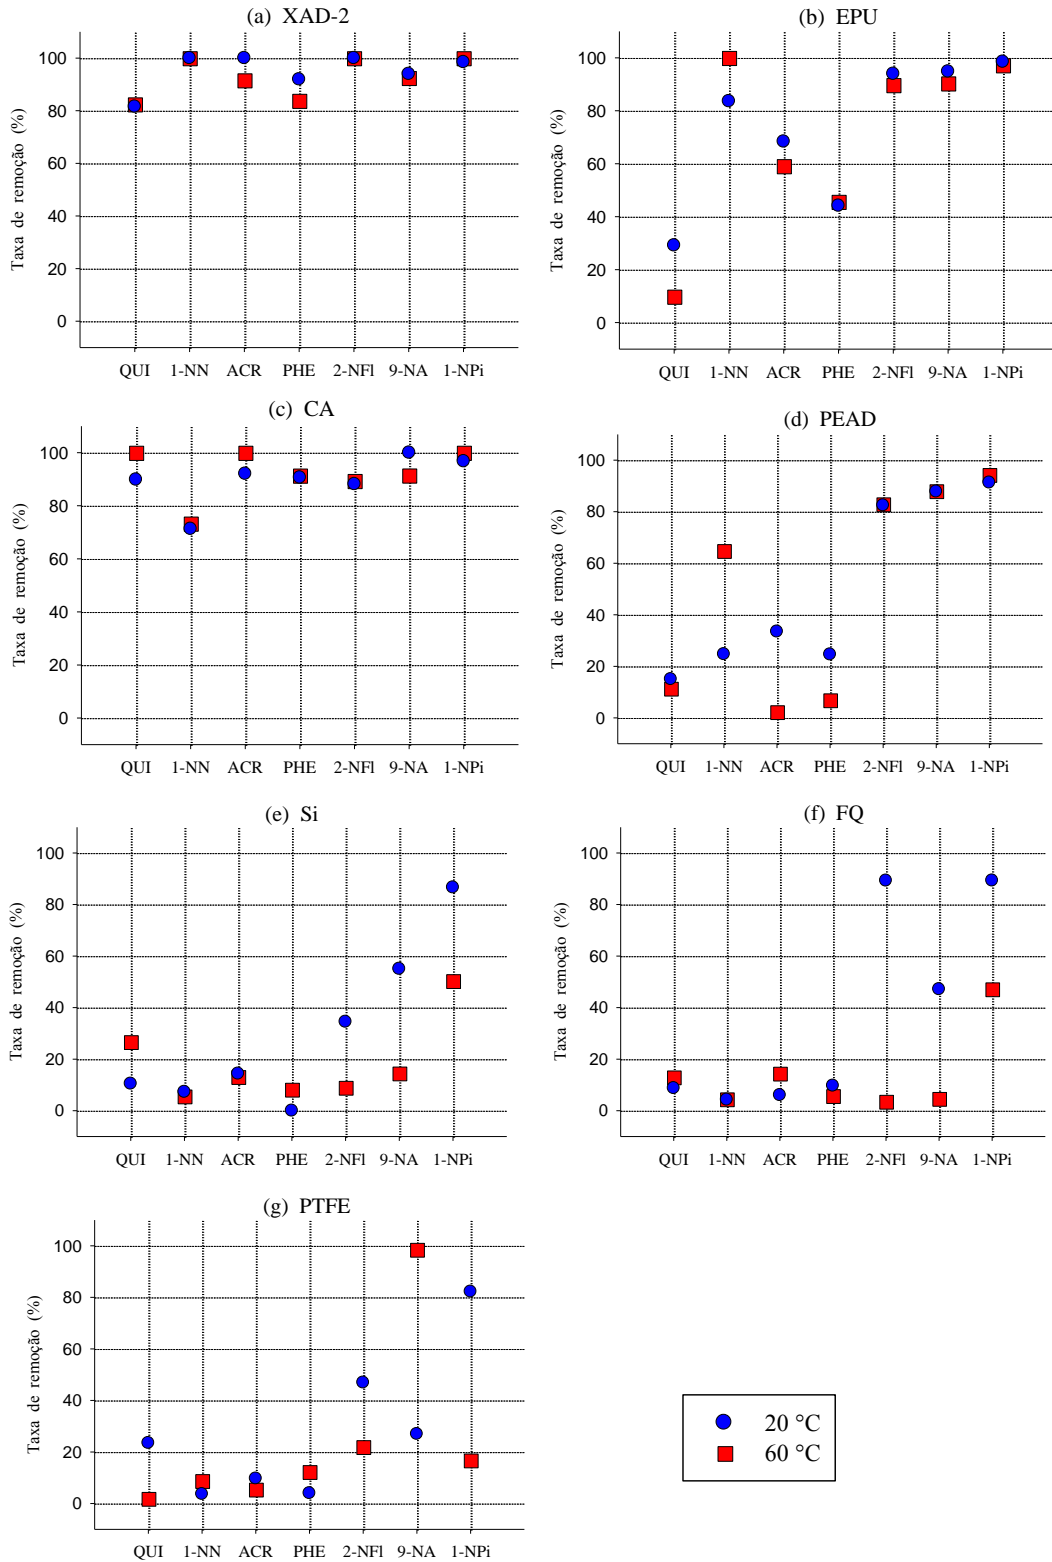 (a) XAD-2
Taxa de remoção (%)
100
80
60
40
20
0
QUI 1-NN ACR PHE 2-NFl 9-NA 1-NPi
(b) EPU
Taxa de remoção (%)
100
80
60
40
20
0
QUI 1-NN ACR PHE 2-NFl 9-NA 1-NPi
(c) CA
Taxa de remoção (%)
100
80
60
40
20
0
QUI 1-NN ACR PHE 2-NFl 9-NA 1-NPi
(d) PEAD
Taxa de remoção (%)
100
80
60
40
20
0
QUI 1-NN ACR PHE 2-NFl 9-NA 1-NPi
(e) Si
Taxa de remoção (%)
100
80
60
40
20
0
QUI 1-NN ACR PHE 2-NFl 9-NA 1-NPi
(f) FQ
Taxa de remoção (%)
100
80
60
40
20
0
QUI 1-NN ACR PHE 2-NFl 9-NA 1-NPi
(g) PTFE
Taxa de remoção (%)
100
80
60
40
20
0
QUI 1-NN ACR PHE 2-NFl 9-NA 1-NPi
20 °C
60 °C